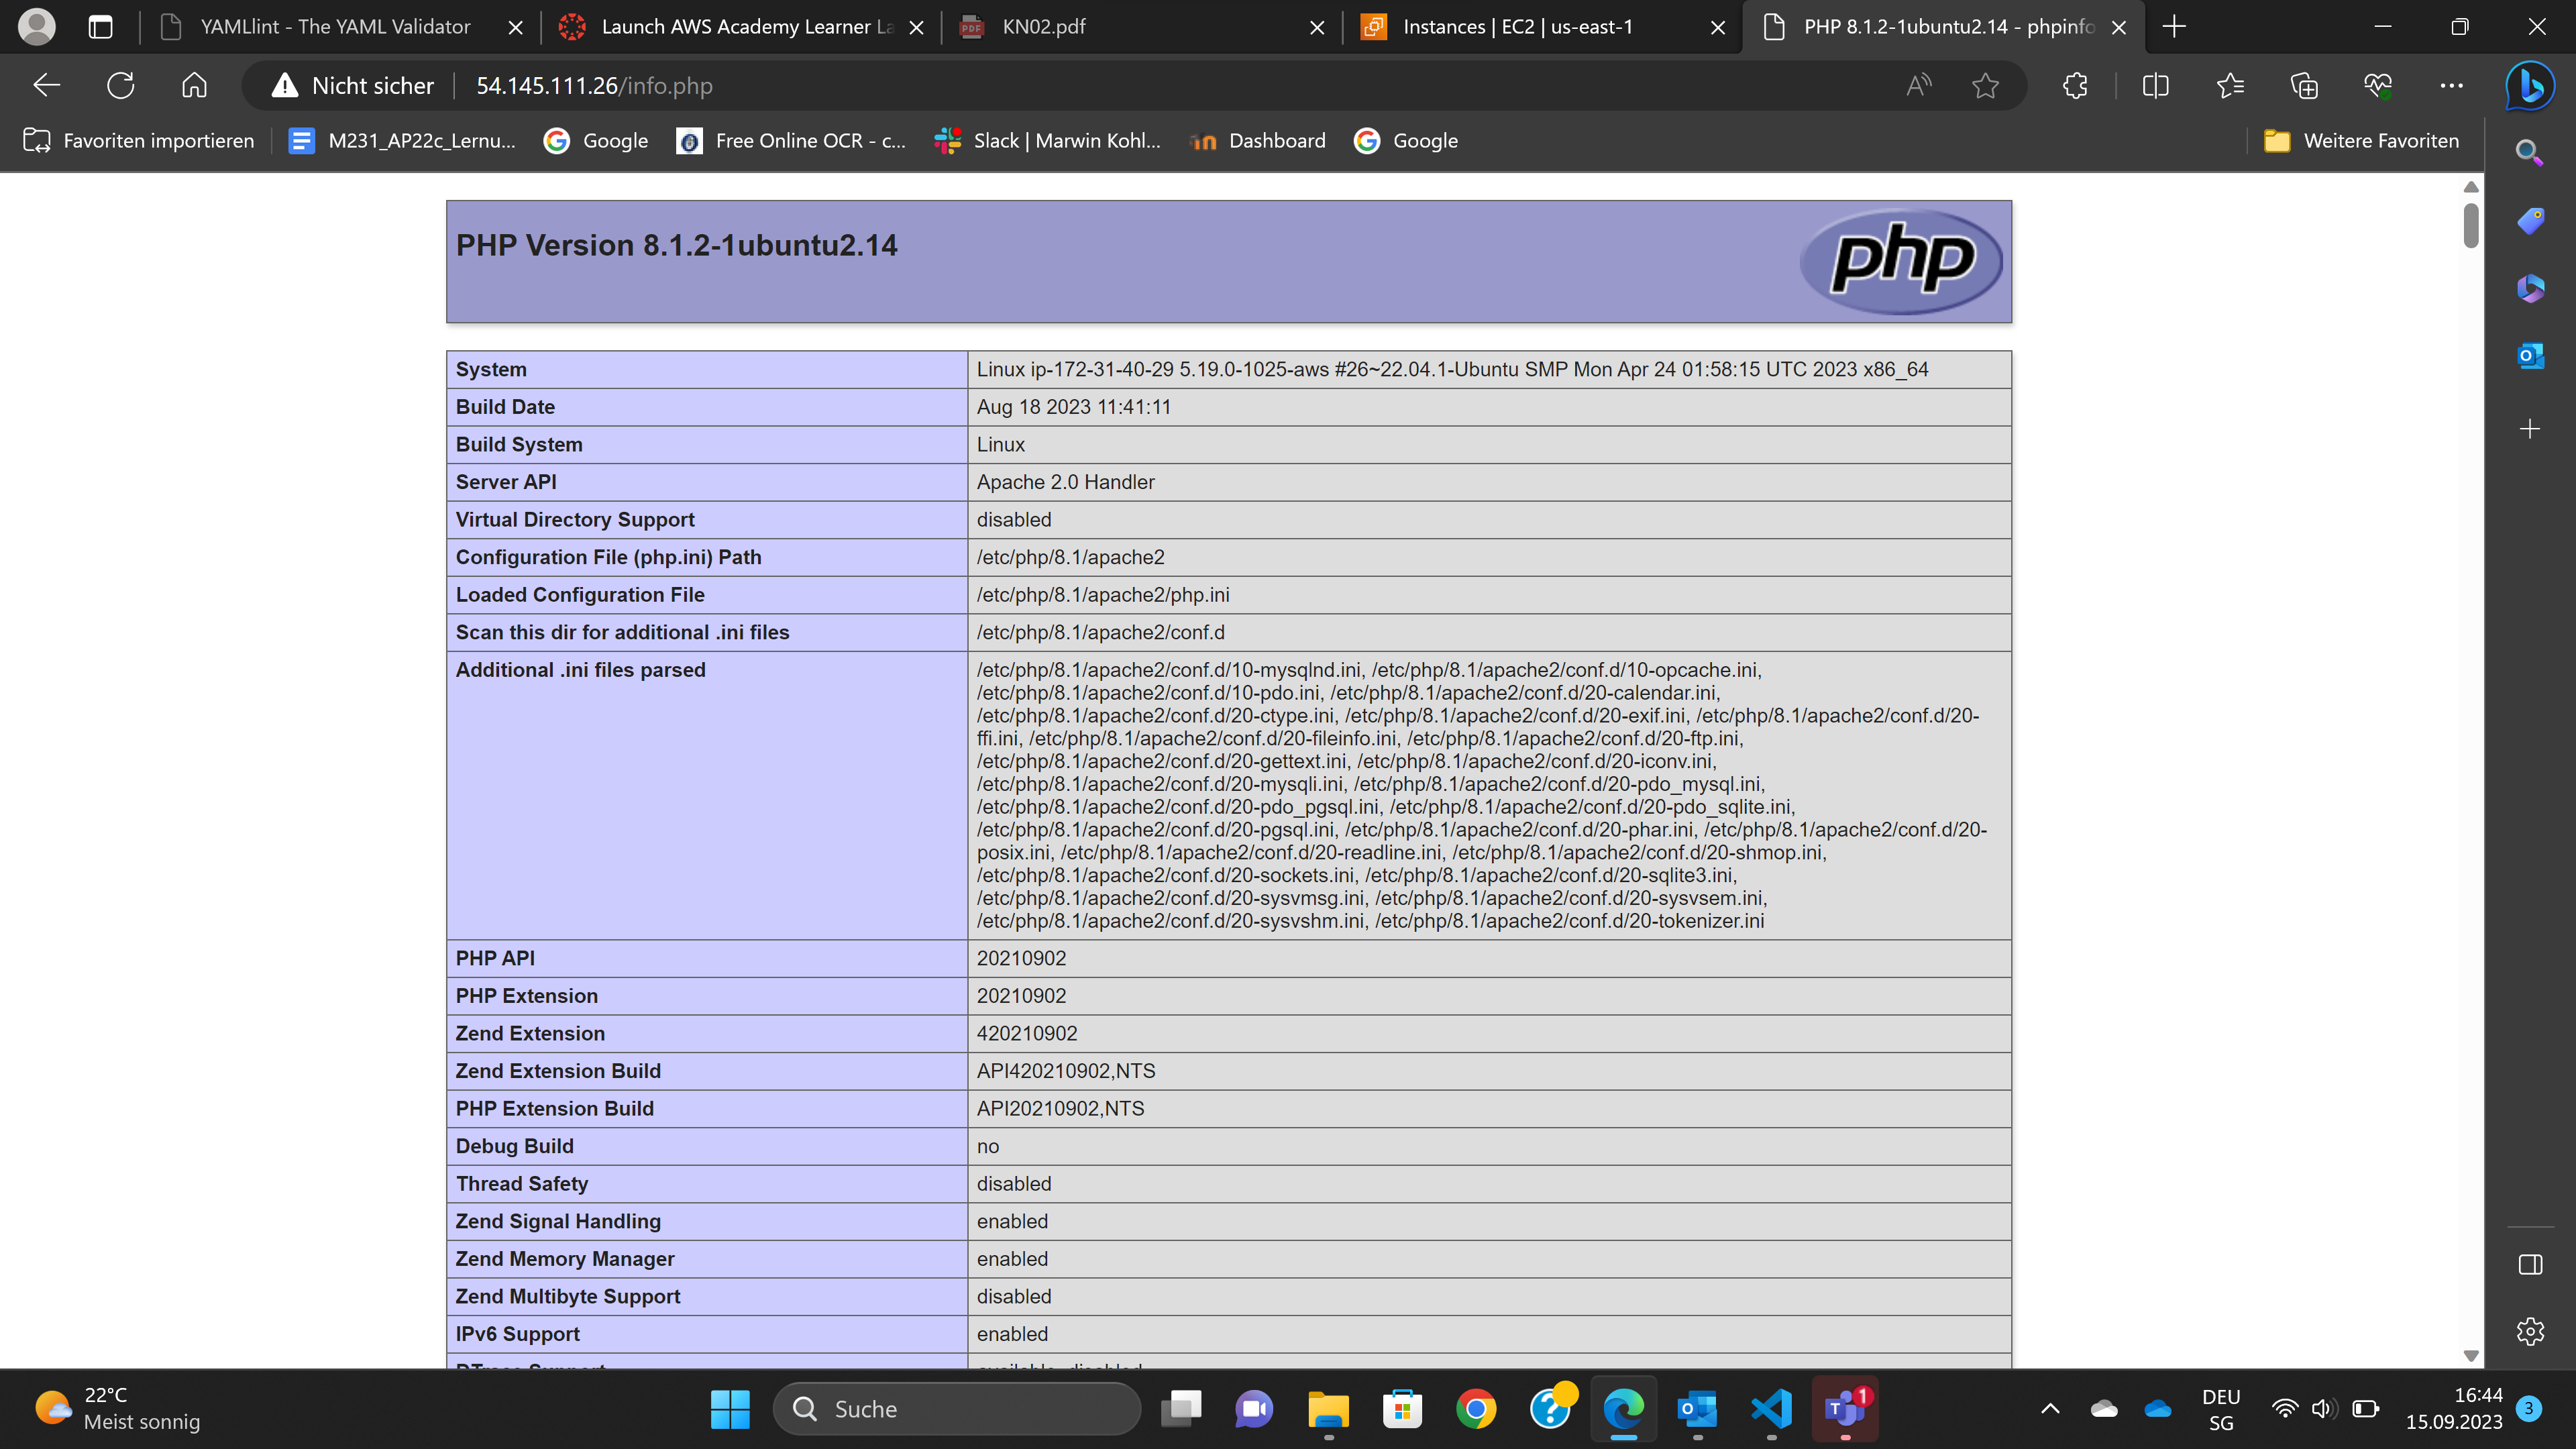 YAMLlint - The YAML Validator
Launch AWS Academy Learner La
KN02.pdf
Instances | EC2 | us-east-1
PHP 8.1.2-1ubuntu2.14 - phpinfo
Nicht sicher
54.145.111.26/info.php
Favoriten importieren
M231_AP22c_Lernu...
Google
Free Online OCR - c...
Slack | Marwin Kohl...
Dashboard
Google
Weitere Favoriten
PHP Version 8.1.2-1ubuntu2.14
php
System Linux ip-172-31-40-29 5.19.0-1025-aws #26~22.04.1-Ubuntu SMP Mon Apr 24 01:58:15 UTC 2023 x86_64
Build Date Aug 18 2023 11:41:11
Build System Linux
Server API Apache 2.0 Handler
Virtual Directory Support disabled
Configuration File (php.ini) Path /etc/php/8.1/apache2
Loaded Configuration File /etc/php/8.1/apache2/php.ini
Scan this dir for additional .ini files /etc/php/8.1/apache2/conf.d
Additional .ini files parsed /etc/php/8.1/apache2/conf.d/10-mysqlnd.ini, /etc/php/8.1/apache2/conf.d/10-opcache.ini,
/etc/php/8.1/apache2/conf.d/10-pdo.ini, /etc/php/8.1/apache2/conf.d/20-calendar.ini,
/etc/php/8.1/apache2/conf.d/20-ctype.ini, /etc/php/8.1/apache2/conf.d/20-exif.ini, /etc/php/8.1/apache2/conf.d/20-
ffi.ini, /etc/php/8.1/apache2/conf.d/20-fileinfo.ini, /etc/php/8.1/apache2/conf.d/20-ftp.ini,
/etc/php/8.1/apache2/conf.d/20-gettext.ini, /etc/php/8.1/apache2/conf.d/20-iconv.ini,
/etc/php/8.1/apache2/conf.d/20-mysqli.ini, /etc/php/8.1/apache2/conf.d/20-pdo_mysql.ini,
/etc/php/8.1/apache2/conf.d/20-pdo_pgsql.ini, /etc/php/8.1/apache2/conf.d/20-pdo_sqlite.ini,
/etc/php/8.1/apache2/conf.d/20-pgsql.ini, /etc/php/8.1/apache2/conf.d/20-phar.ini, /etc/php/8.1/apache2/conf.d/20-
posix.ini, /etc/php/8.1/apache2/conf.d/20-readline.ini, /etc/php/8.1/apache2/conf.d/20-shmop.ini,
/etc/php/8.1/apache2/conf.d/20-sockets.ini, /etc/php/8.1/apache2/conf.d/20-sqlite3.ini,
/etc/php/8.1/apache2/conf.d/20-sysvmsg.ini, /etc/php/8.1/apache2/conf.d/20-sysvsem.ini,
/etc/php/8.1/apache2/conf.d/20-sysvshm.ini, /etc/php/8.1/apache2/conf.d/20-tokenizer.ini
PHP API 20210902
PHP Extension 20210902
Zend Extension 420210902
Zend Extension Build API420210902,NTS
PHP Extension Build API20210902,NTS
Debug Build no
Thread Safety disabled
Zend Signal Handling enabled
Zend Memory Manager enabled
Zend Multibyte Support disabled
IPv6 Support enabled
DTrace Support available, disabled
22°C
Meist sonnig
Suche
1
DEU
SG
16:44
15.09.2023
3